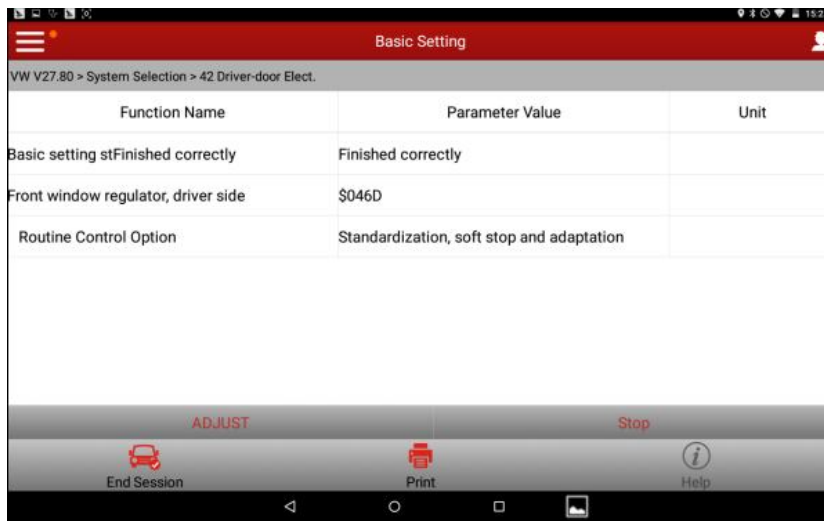 15:2
Basic Setting
VW V27.80 > System Selection > 42 Driver-door Elect.
Function Name Parameter Value Unit
Basic setting stFinished correctly Finished correctly
Front window regulator, driver side $046D
Routine Control Option Standardization, soft stop and adaptation
ADJUST Stop
End Session Print Help